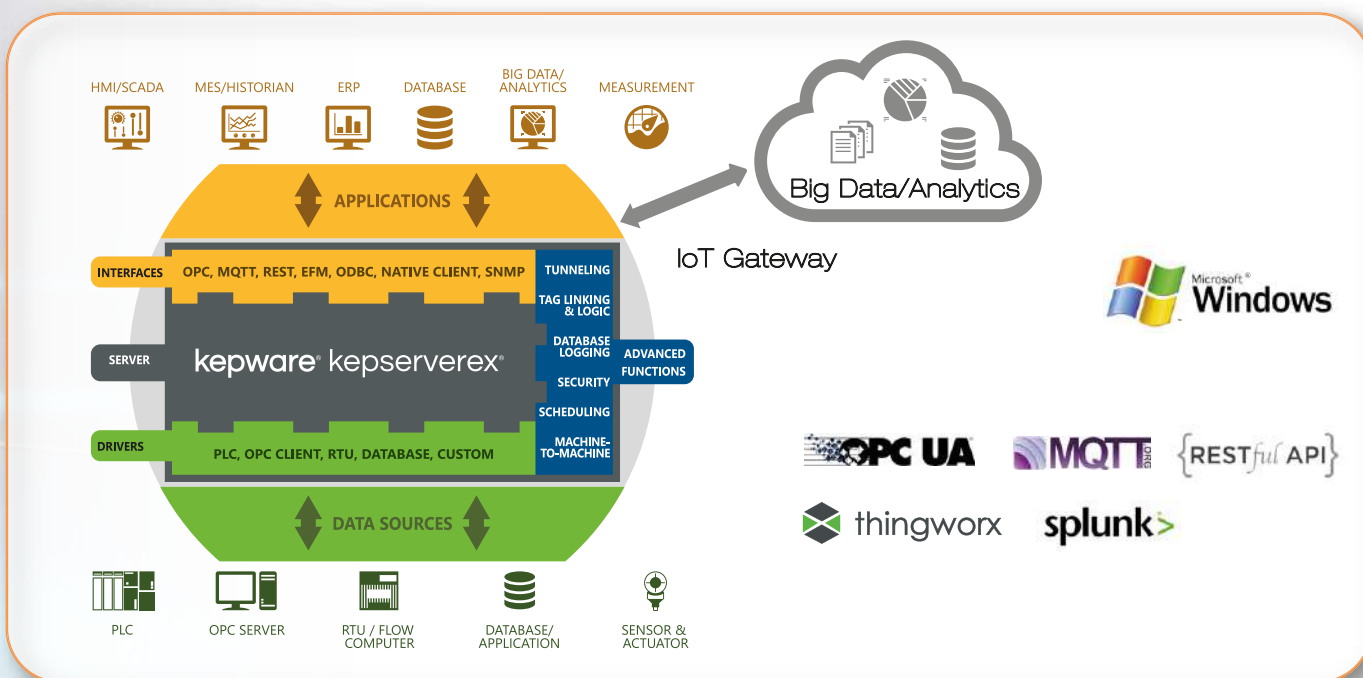 HMI/SCADA
MES/HISTORIAN
ERP
DATABASE
BIG DATA/
ANALYTICS
MEASUREMENT
Big Data/Analytics
APPLICATIONS
IoT Gateway
INTERFACES
OPC, MQTT, REST, EFM, ODBC, NATIVE CLIENT, SNMP
TUNELING
TAG LINKING
& LOGIC
DATABASE
LOGGING
SECURITY
SCHEDULING
MACHINE-
TO-MACHINE
ADVANCED
FUNCTIONS
SERVER
kepware® kepserverex®
DRIVERS
PLC, OPC CLIENT, RTU, DATABASE, CUSTOM
DATA SOURCES
PLC
OPC SERVER
RTU / FLOW
COMPUTER
DATABASE/
APPLICATION
SENSOR &
ACTUATOR
Microsoft®
Windows
OPC UA
MQTT.ORG
{RESTful API}
thingworx
splunk>